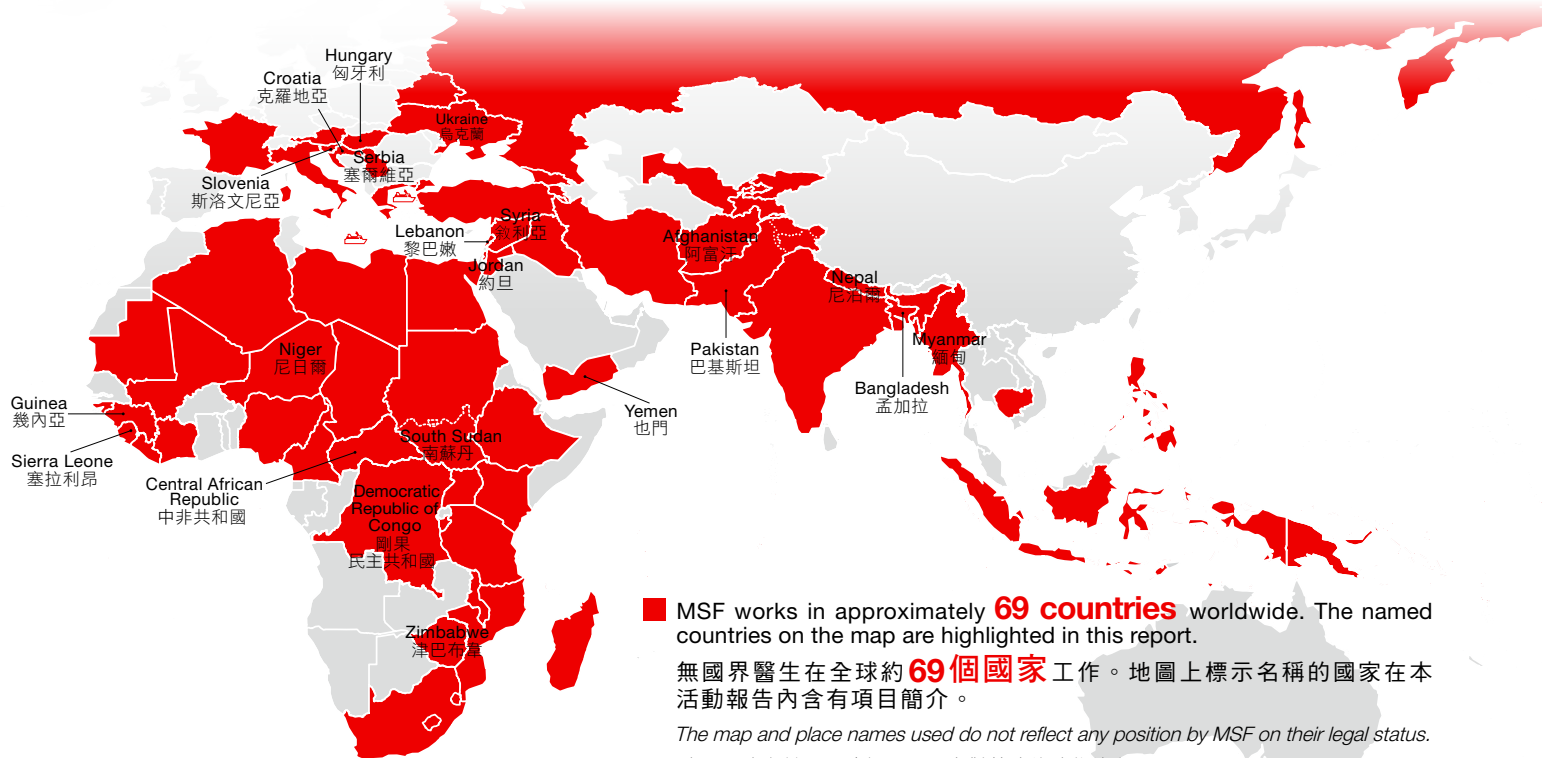 Hungary
匈牙利
Croatia
克羅地亞
Ukraine
烏克蘭
Serbia
塞爾維亞
Slovenia
斯洛文尼亞
Lebanon
黎巴嫩
Syria
敘利亞
Jordan
約旦
Afghanistan
阿富汗
Nepal
尼泊爾
Pakistan
巴基斯坦
Myanmar
緬甸
Bangladesh
孟加拉
Niger
尼日爾
Yemen
也門
Guinea
幾內亞
Sierra Leone
塞拉利昂
South Sudan
南蘇丹
Central African
Republic
中非共和國
Democratic
Republic of
Congo
剛果
民主共和國
Zimbabwe
津巴布韋
MSF works in approximately 69 countries worldwide. The named
countries on the map are highlighted in this report.
無國界醫生在全球約69個國家工作。地圖上標示名稱的國家在本
活動報告內含有項目簡介。
The map and place names used do not reflect any position by MSF on their legal status.